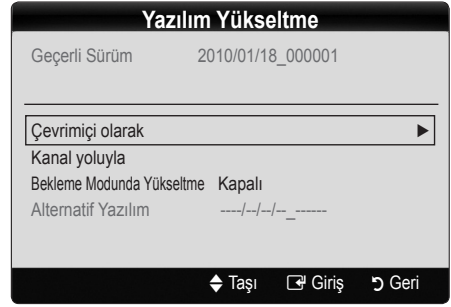 Yazılım Yükseltme
Geçerli Sürüm 2010/01/18_000001
Çevrimiçi olarak ►
Kanal yoluyla
Bekleme Modunda Yükseltme Kapalı
Alternatif Yazılım ----/--/--/--_------
Taşı Giriş Geri